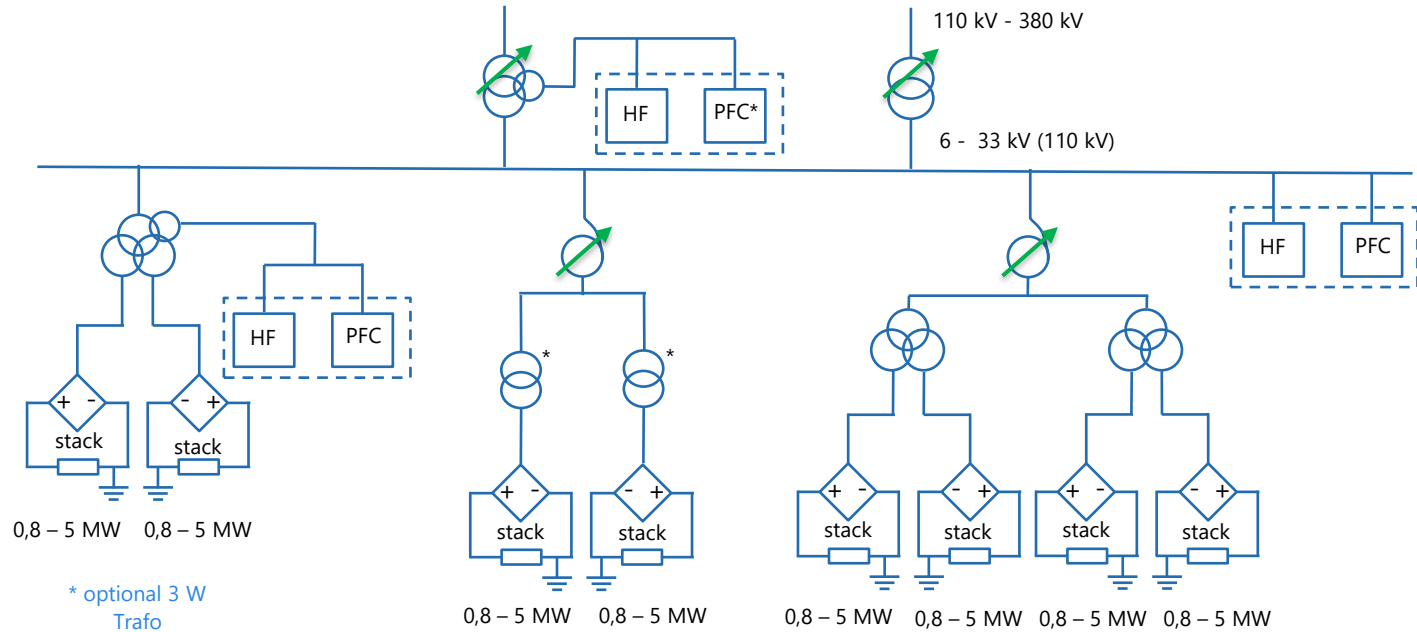 110 kV - 380 kV
HF
PFC*
6 -  33 kV (110 kV)
HF
PFC
HF
PFC
*
*
+ -
- +
stack
stack
0,8 – 5 MW
0,8 – 5 MW
+ -
- +
+ -
- +
+ -
- +
stack
stack
stack
stack
stack
stack
* optional 3 W
Trafo
0,8 – 5 MW
0,8 – 5 MW
0,8 – 5 MW
0,8 – 5 MW
0,8 – 5 MW
0,8 – 5 MW